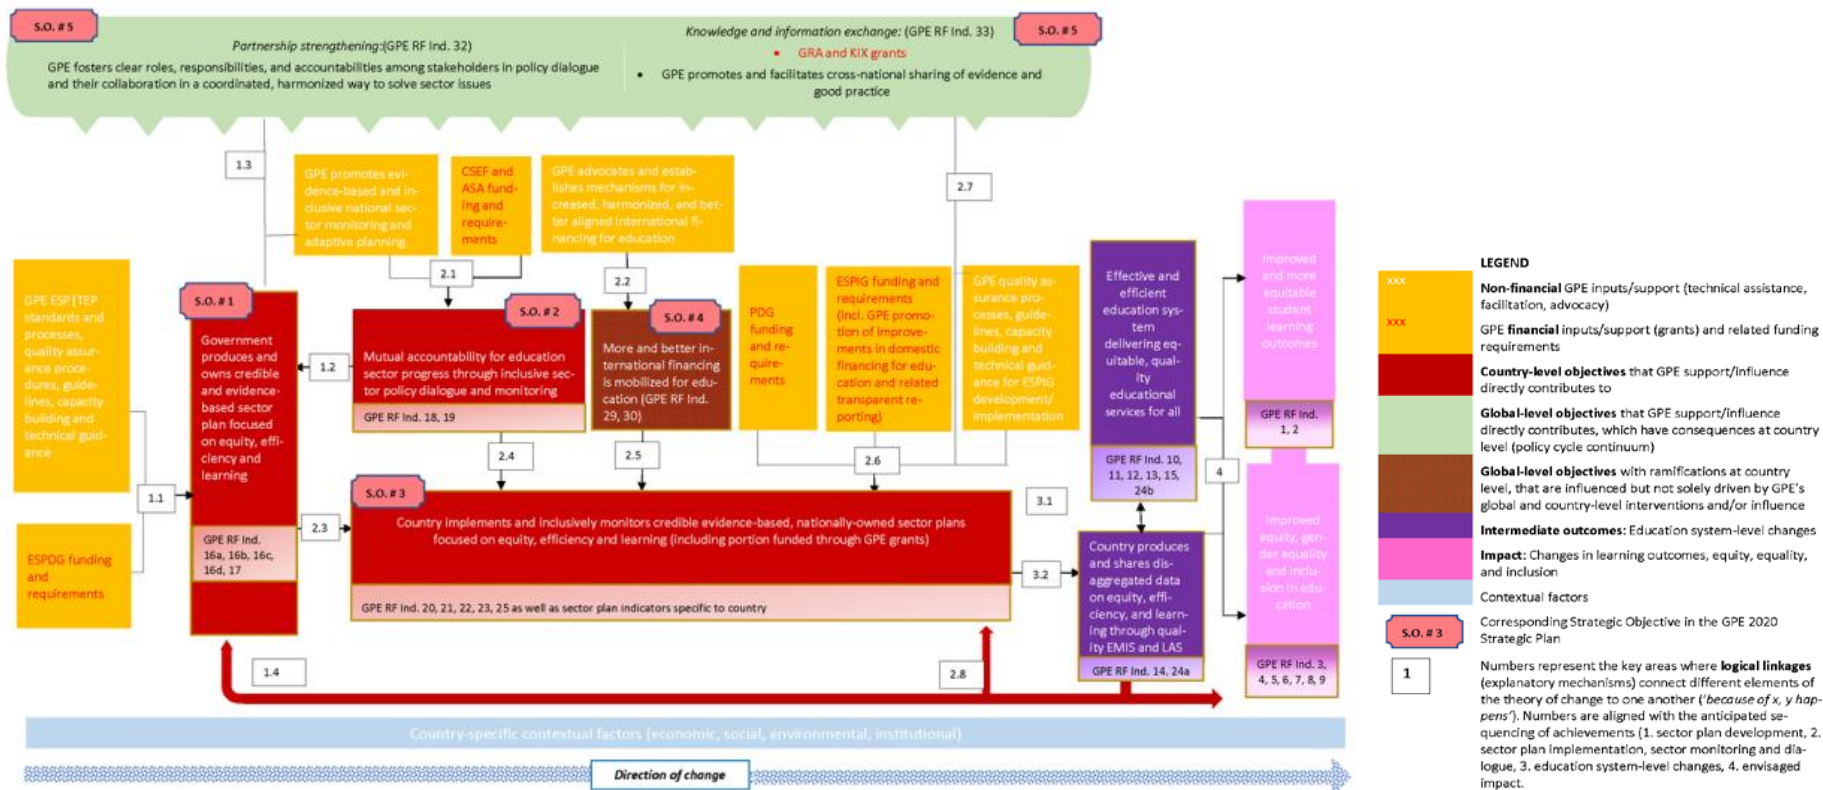 S.O. # 5
Partnership strengthening:(GPE RF Ind. 32)
GPE fosters clear roles, responsibilities, and accountabilities among stakeholders in policy dialogue
and their collaboration in a coordinated, harmonized way to solve sector issues
Knowledge and information exchange: (GPE RF Ind. 33)
• GRA and KIX grants
• GPE promotes and facilitates cross-national sharing of evidence and
good practice
S.O. # 5
1.3
GPE promotes evi-
dence-based and in-
clusive national sec-
tor monitoring and
adaptive planning
CSEF and
ASA fund-
ing and
require-
ments
GPE advocates and estab-
lishes mechanisms for in-
creased, harmonized, and bet-
ter aligned international fi-
nancing for education
2.7
2.1
2.2
GPE ESP|TEP
standards and
processes,
quality assur-
ance proce-
dures, guide-
lines, capacity
building and
technical guid-
ance
ESPDG funding
and
requirements
1.1
S.O. # 1
Government
produces and
owns credible
and evidence-
based sector
plan focused
on equity, effi-
ciency and
learning
GPE RF Ind.
16a, 16b, 16c,
16d, 17
1.2
S.O. # 2
Mutual accountability for education
sector progress through inclusive sec-
tor policy dialogue and monitoring
GPE RF Ind. 18, 19
S.O. # 4
More and better in-
ternational financing
is mobilized for edu-
cation (GPE RF Ind.
29, 30)
PDG
funding
and re-
quire-
ments
ESPIG funding and
requirements
(incl. GPE promo-
tion of improve-
ments in domestic
financing for edu-
cation and related
transparent re-
porting)
GPE quality as-
surance pro-
cesses, guide-
lines, capacity
building and
technical guid-
ance for ESPIG
development/
implementation
2.4
2.5
2.6
2.3
S.O. # 3
Country implements and inclusively monitors credible evidence-based, nationally-owned sector plans
focused on equity, efficiency and learning (including portion funded through GPE grants)
GPE RF Ind. 20, 21, 22, 23, 25 as well as sector plan indicators specific to country
3.1
3.2
Effective and
efficient
education sys-
tem
delivering eq-
uitable, qual-
ity
educational
services for all
GPE RF Ind. 10,
11, 12, 13, 15,
24b
Country produces
and shares dis-
aggregated data
on equity, effi-
ciency, and learn-
ing through qual-
ity EMIS and LAS
GPE RF Ind. 14, 24a
4
Improved
and more
equitable
student
learning
outcomes
GPE RF Ind.
1, 2
Improved
equity, gen-
der equality
and inclu-
sion in edu-
cation
GPE RF Ind. 3,
4, 5, 6, 7, 8, 9
1.4
2.8
Country-specific contextual factors (economic, social, environmental, institutional)
Direction of change
LEGEND
xxx
Non-financial GPE inputs/support (technical assistance,
facilitation, advocacy)
xxx
GPE financial inputs/support (grants) and related funding
requirements
Country-level objectives that GPE support/influence
directly contributes to
Global-level objectives that GPE support/influence
directly contributes, which have consequences at country
level (policy cycle continuum)
Global-level objectives with ramifications at country
level, that are influenced but not solely driven by GPE's
global and country-level interventions and/or influence
Intermediate outcomes: Education system-level changes
Impact: Changes in learning outcomes, equity, equality,
and inclusion
Contextual factors
S.O. # 3
Corresponding Strategic Objective in the GPE 2020
Strategic Plan
1
Numbers represent the key areas where logical linkages
(explanatory mechanisms) connect different elements of
the theory of change to one another ('because of x, y hap-
pens'). Numbers are aligned with the anticipated se-
quencing of achievements (1. sector plan development, 2.
sector plan implementation, sector monitoring and dia-
logue, 3. education system-level changes, 4. envisaged
impact.